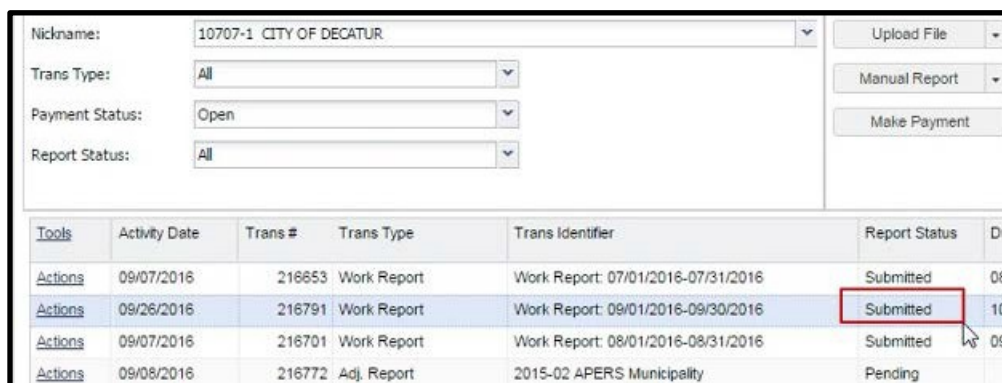 Nickname: 10707-1 CITY OF DECATUR Upload File
Trans Type: All Manual Report
Payment Status: Open Make Payment
Report Status: All
Tools Activity Date Trans # Trans Type Trans Identifier Report Status
Actions 09/07/2016 216653 Work Report Work Report: 07/01/2016-07/31/2016 Submitted 08
Actions 09/26/2016 216791 Work Report Work Report: 09/01/2016-09/30/2016 Submitted 10
Actions 09/07/2016 216701 Work Report Work Report: 08/01/2016-08/31/2016 Submitted 09
Actions 09/08/2016 216772 Adj. Report 2015-02 APERS Municipality Pending